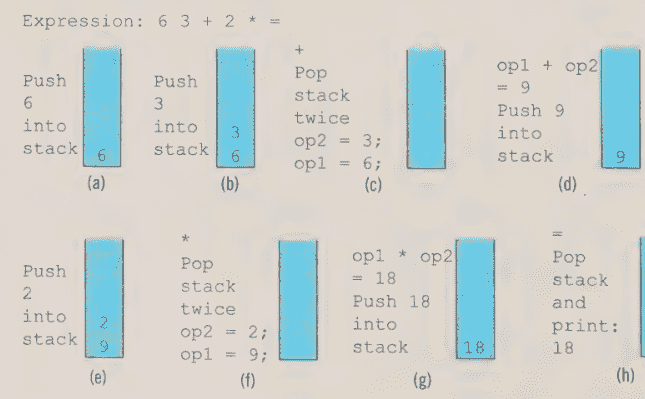 Expression: 6 3 + 2 * =
Push
6
into
stack
6
(a)
Push
3
into
stack
3
6
(b)
+
Pop
stack
twice
op2 = 3;
op1 = 6;
(c)
op1 + op2
= 9
Push 9
into
stack
9
(d)
Push
2
into
stack
2
9
(e)
*
Pop
stack
twice
op2 = 2;
op1 = 9;
(f)
op1 * op2
= 18
Push 18
into
stack
18
(g)
=
Pop
stack
and
print:
18
(h)